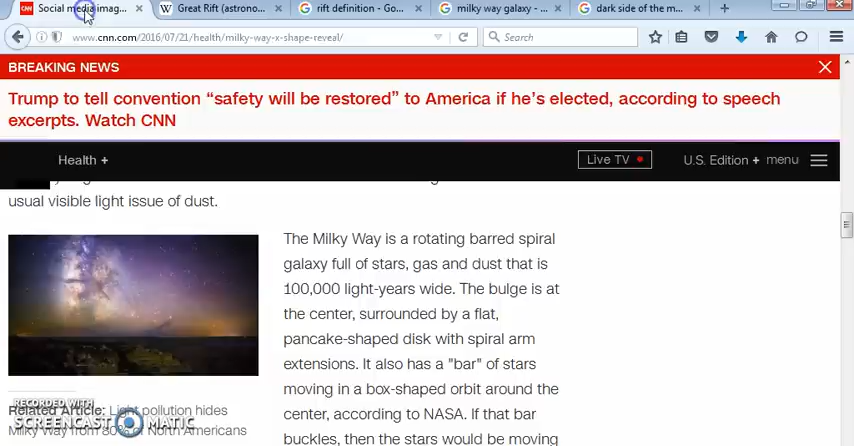 CNN Social media imag...
W Great Rift (astrono...
rift definition - Go...
milky way galaxy - ...
dark side of the m...
www.cnn.com/2016/07/21/health/milky-way-x-shape-reveal/
Search
BREAKING NEWS
Trump to tell convention “safety will be restored” to America if he's elected, according to speech
excerpts. Watch CNN
Health +
Live TV
U.S. Edition +
menu
usual visible light issue of dust.
The Milky Way is a rotating barred spiral
galaxy full of stars, gas and dust that is
100,000 light-years wide. The bulge is at
the center, surrounded by a flat,
pancake-shaped disk with spiral arm
extensions. It also has a "bar" of stars
moving in a box-shaped orbit around the
center, according to NASA. If that bar
buckles, then the stars would be moving
Related Article: Light pollution hides
Milky Way from 80% of North Americans
RECORDED WITH
SCREENCAST MATIC